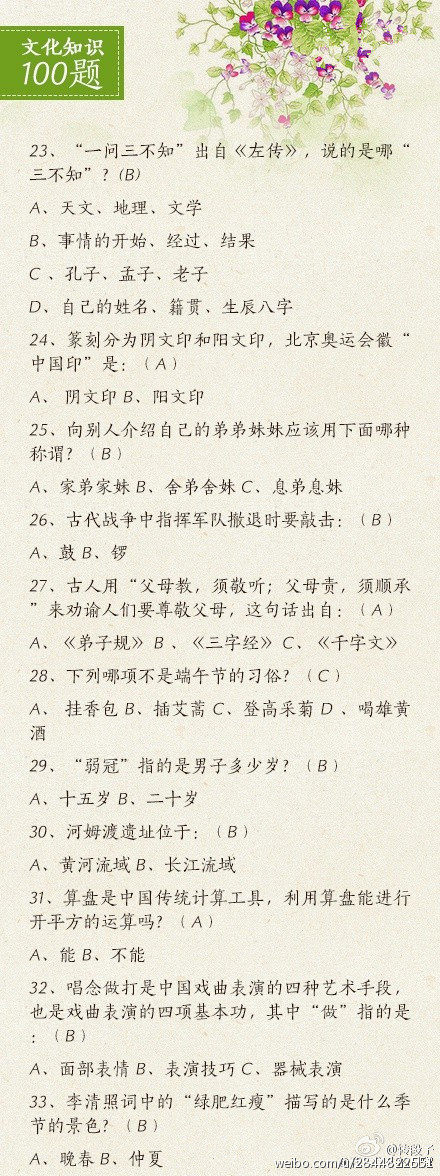 文化知识
100题
23、“一问三不知”出自《左传》，说的是哪“
三不知”？(B)
A、天文、地理、文学
B、事情的开始、经过、结果
C 、孔子、孟子、老子
D、自己的姓名、籍贯、生辰八字
24、篆刻分为阴文印和阳文印，北京奥运会徽“
中国印”是：（A）
A、 阴文印 B、阳文印
25、向别人介绍自己的弟弟妹妹应该用下面哪种
称谓？（B）
A、家弟家妹 B、舍弟舍妹 C、息弟息妹
26、古代战争中指挥军队撤退时要敲击：（B）
A、鼓 B、锣
27、古人用“父母教，须敬听；父母责，须顺承
”来劝谕人们要尊敬父母，这句话出自：（A）
A、《弟子规》 B 、《三字经》 C、《千字文》
28、下列哪项不是端午节的习俗？（C）
A、 挂香包 B、插艾蒿 C、登高采菊 D 、喝雄黄
酒
29、“弱冠”指的是男子多少岁？（B）
A、十五岁 B、二十岁
30、河姆渡遗址位于：（B）
A、黄河流域 B、长江流域
31、算盘是中国传统计算工具，利用算盘能进行
开平方的运算吗？（A）
A、能 B、不能
32、唱念做打是中国戏曲表演的四种艺术手段，
也是戏曲表演的四项基本功，其中“做”指的是
：（B）
A、面部表情 B、表演技巧 C、器械表演
33、李清照词中的“绿肥红瘦”描写的是什么季
节的景色？（B）
A、晚春 B、仲夏